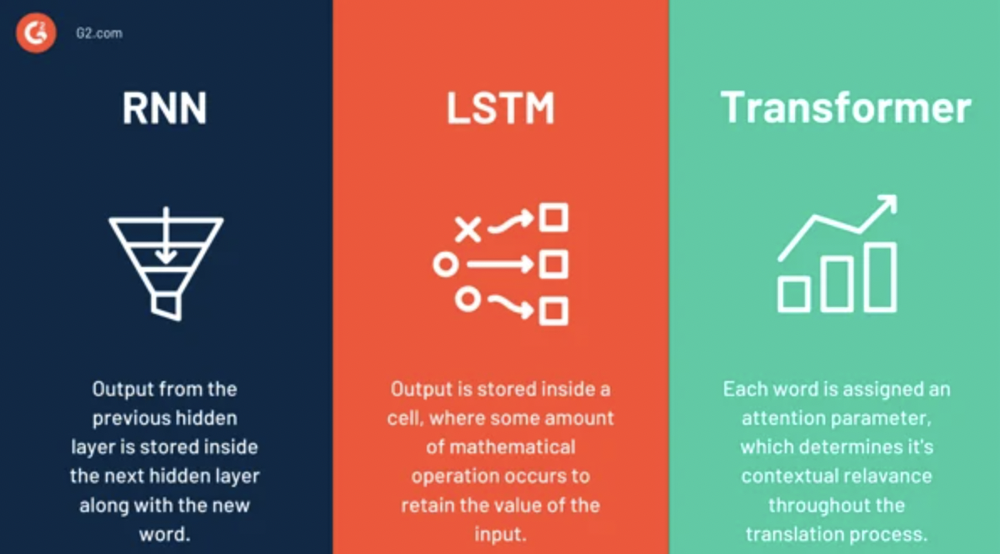 G2.com
RNN
Output from the
previous hidden
layer is stored inside
the next hidden layer
along with the new
word.
LSTM
Output is stored inside a
cell, where some amount
of mathematical
operation occurs to
retain the value of the
input.
Transformer
Each word is assigned an
attention parameter,
which determines it's
contextual relavance
throughout the
translation process.